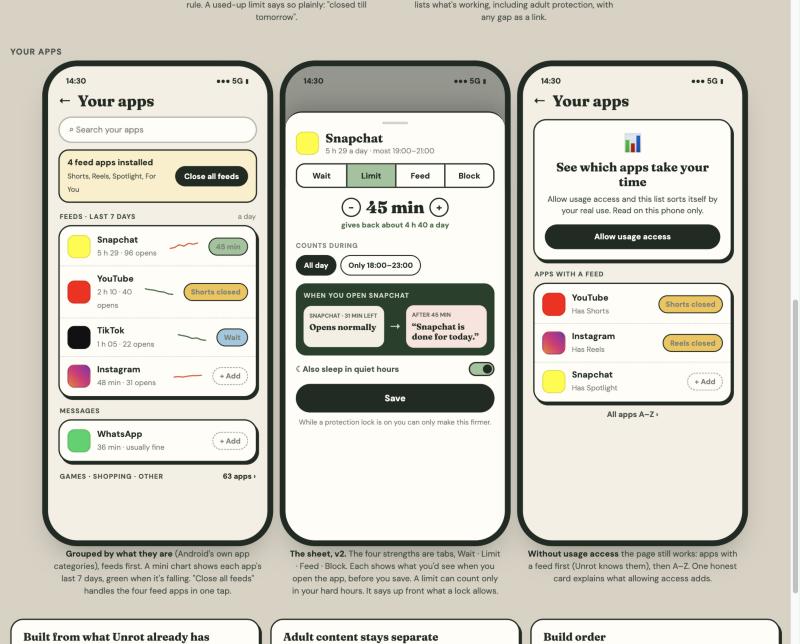 rule. A used-up limit says so plainly: "closed till
tomorrow".
lists what's working, including adult protection, with
any gap as a link.
YOUR APPS
14:30
5G
← Your apps
Search your apps
4 feed apps installed
Shorts, Reels, Spotlight, For
You
Close all feeds
FEEDS · LAST 7 DAYS
a day
Snapchat
5 h 29 · 96 opens
45 min
YouTube
2 h 10 · 40
opens
Shorts closed
TikTok
1 h 05 · 22 opens
Wait
Instagram
48 min · 31 opens
+ Add
MESSAGES
WhatsApp
36 min · usually fine
+ Add
GAMES · SHOPPING · OTHER
63 apps ›
Grouped by what they are (Android's own app
categories), feeds first. A mini chart shows each app's
last 7 days, green when it's falling. "Close all feeds"
handles the four feed apps in one tap.
14:30
5G
Snapchat
5 h 29 a day · most 19:00–21:00
Wait
Limit
Feed
Block
− 45 min +
gives back about 4 h 40 a day
COUNTS DURING
All day
Only 18:00–23:00
WHEN YOU OPEN SNAPCHAT
SNAPCHAT · 31 MIN LEFT
Opens normally
→
AFTER 45 MIN
“Snapchat is
done for today.”
☾ Also sleep in quiet hours
Save
While a protection lock is on you can only make this firmer.
The sheet, v2. The four strengths are tabs, Wait · Limit
· Feed · Block. Each shows what you'd see when you
open the app, before you save. A limit can count only
in your hard hours. It says up front what a lock allows.
14:30
5G
← Your apps
See which apps take your
time
Allow usage access and this list sorts itself by
your real use. Read on this phone only.
Allow usage access
APPS WITH A FEED
YouTube
Has Shorts
Shorts closed
Instagram
Has Reels
Reels closed
Snapchat
Has Spotlight
+ Add
All apps A–Z ›
Without usage access the page still works: apps with
a feed first (Unrot knows them), then A–Z. One honest
card explains what allowing access adds.
Built from what Unrot already has
Adult content stays separate
Build order